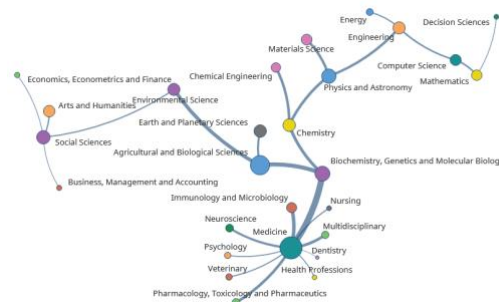 Energy
Decision Sciences
Engineering
Materials Science
Computer Science
Chemical Engineering
Mathematics
Economics, Econometrics and Finance
Physics and Astronomy
Environmental Science
Arts and Humanities
Earth and Planetary Sciences
Chemistry
Social Sciences
Agricultural and Biological Sciences
Biochemistry, Genetics and Molecular Biolog
Business, Management and Accounting
Immunology and Microbiology
Nursing
Neuroscience
Multidisciplinary
Medicine
Psychology
Dentistry
Veterinary
Health Professions
Pharmacology, Toxicology and Pharmaceutics